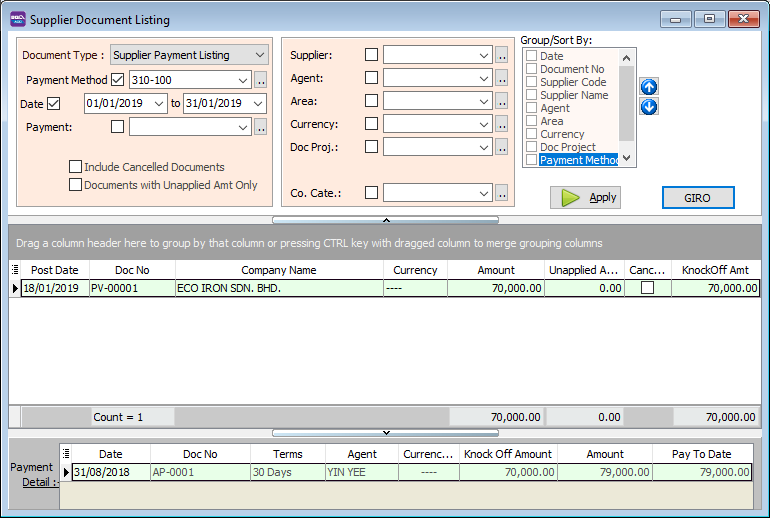 Supplier Document Listing
Document Type : Supplier Payment Listing
Payment Method 310-100 ..
Date 01/01/2019 to 31/01/2019
Payment: ..
Include Cancelled Documents
Documents with Unapplied Amt Only
Supplier: ..
Agent: ..
Area: ..
Currency: ..
Doc Proj.: ..
Co. Cate.: ..
Group/Sort By:
Date
Document No
Supplier Code
Supplier Name
Agent
Area
Currency
Doc Project
Payment Method
Apply
GIRO
Drag a column header here to group by that column or pressing CTRL key with dragged column to merge grouping columns
Post Date Doc No Company Name Currency Amount Unapplied A... Canc... KnockOff Amt
18/01/2019 PV-00001 ECO IRON SDN. BHD. ---- 70,000.00 0.00 70,000.00
Count = 1 70,000.00 0.00 70,000.00
Payment
Detail :-
Date Doc No Terms Agent Currenc... Knock Off Amount Amount Pay To Date
31/08/2018 AP-0001 30 Days YIN YEE ---- 70,000.00 79,000.00 79,000.00